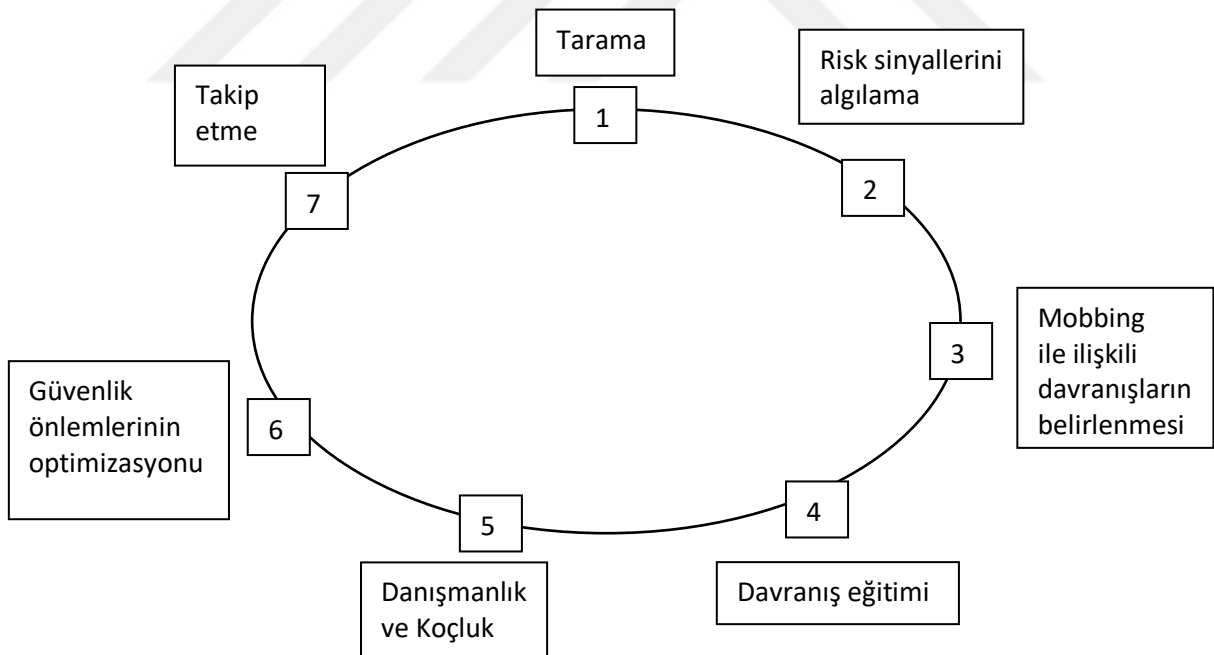 Tarama
1
Risk sinyallerini
algılama
2
Mobbing
ile ilişkili
davranışların
belirlenmesi
3
Davranış eğitimi
4
Danışmanlık
ve Koçluk
5
Güvenlik
önlemlerinin
optimizasyonu
6
Takip
etme
7